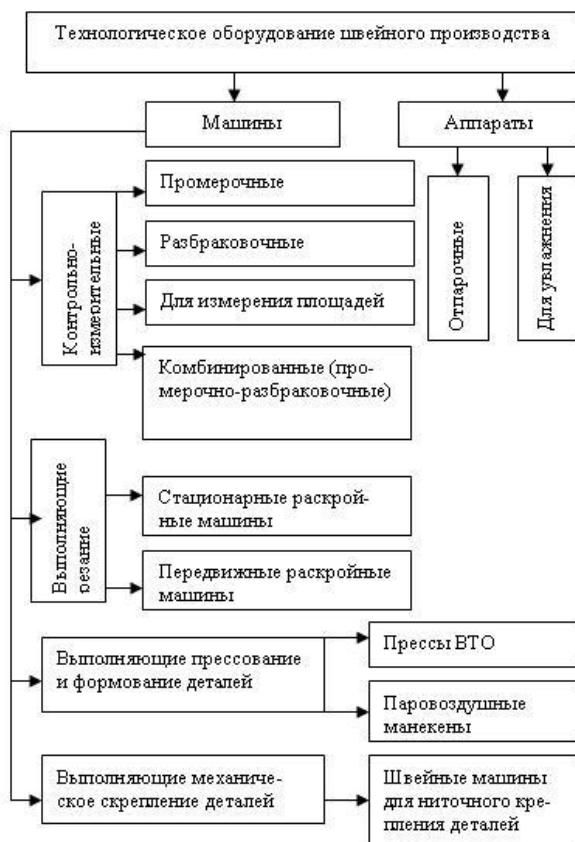 Технологическое оборудование швейного производства
Машины
Аппараты
Контрольно-
измерительные
Промерочные
Разбраковочные
Для измерения площадей
Комбинированные (про-
мерочно-разбраковочные)
Отпарочные
Для увлажнения
Выполняющие
резание
Стационарные раскрой-
ные машины
Передвижные раскройные
машины
Выполняющие прессование
и формование деталей
Прессы ВТО
Паровоздушные
манекены
Выполняющие механиче-
ское скрепление деталей
Швейные машины
для ниточного кре-
пления деталей